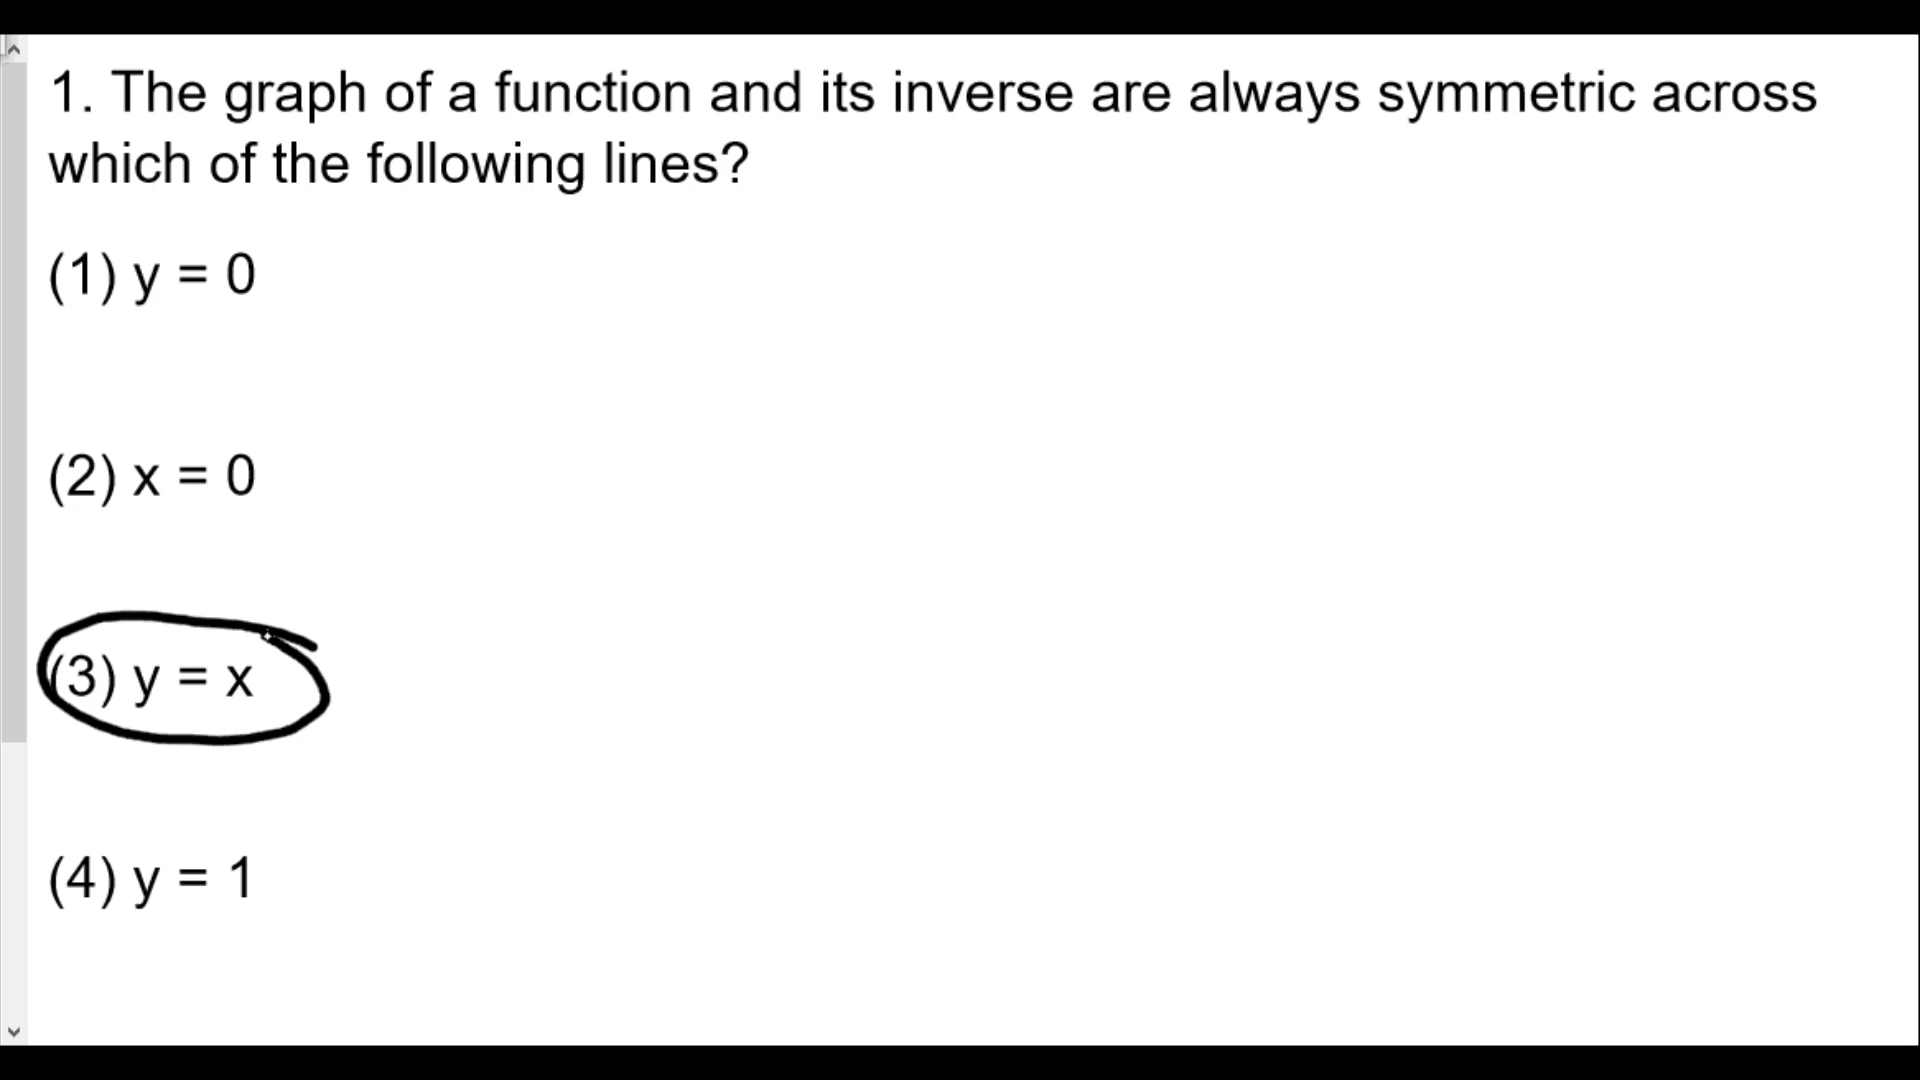 1. The graph of a function and its inverse are always symmetric across
which of the following lines?
(1) y = 0
(2) x = 0
(3) y = x
(4) y = 1